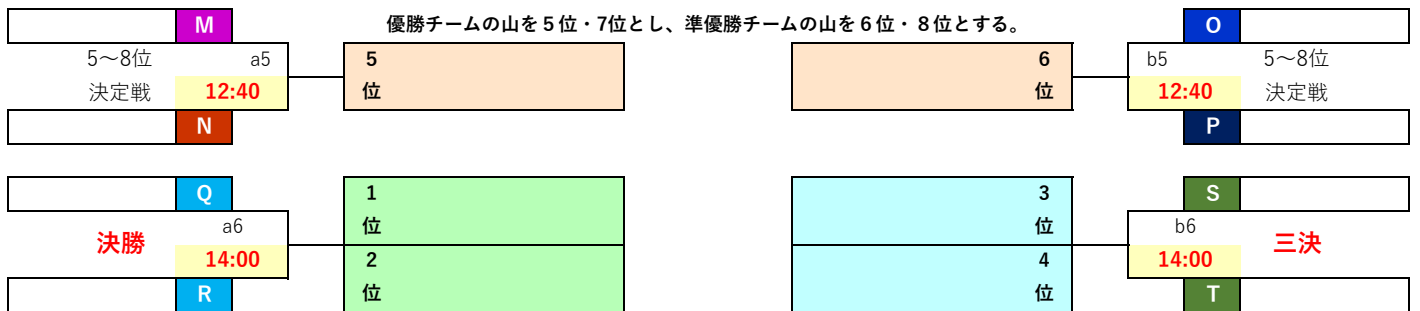 優勝チームの山を５位・7位とし、準優勝チームの山を６位・８位とする。
M
O
5～8位
a5
5
6
b5
5～8位
決定戦
12:40
位
位
12:40
決定戦
N
P
Q
1
3
S
a6
位
位
b6
決勝
三決
14:00
2
4
14:00
R
位
位
T